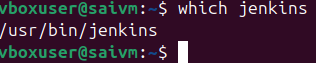 vboxuser@saivm:~$ which jenkins
/usr/bin/jenkins
vboxuser@saivm:~$